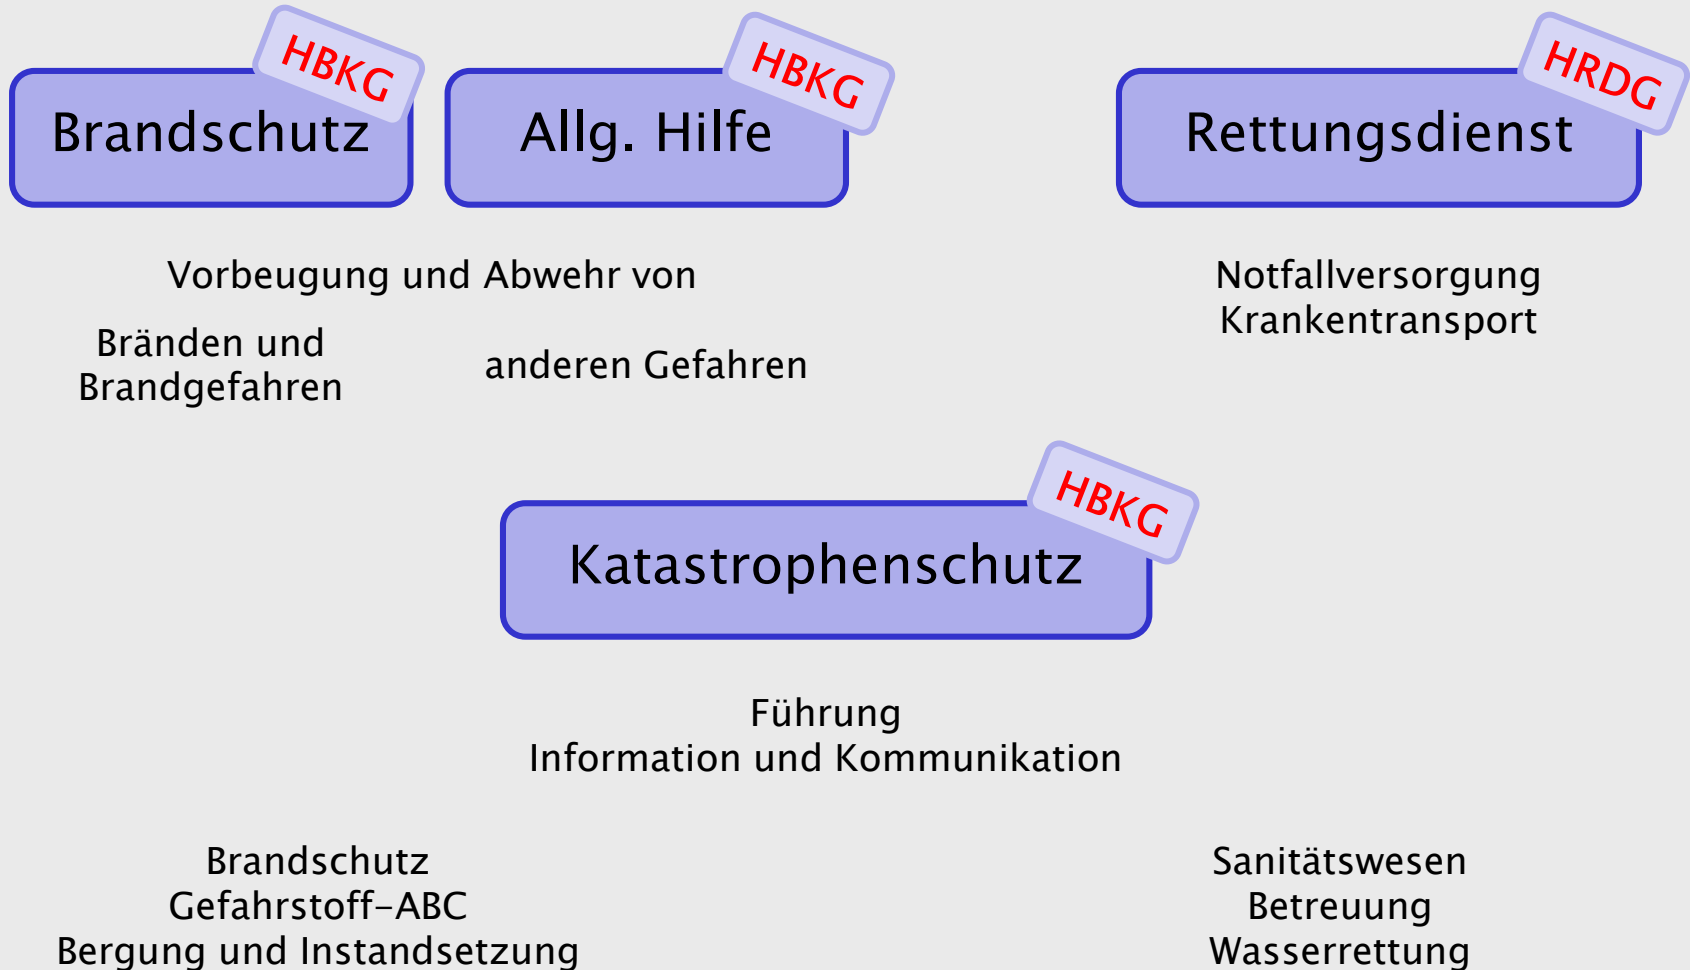 HBKG
Brandschutz
HBKG
Allg. Hilfe
HRDG
Rettungsdienst
Vorbeugung und Abwehr von
Bränden und
Brandgefahren
anderen Gefahren
Notfallversorgung
Krankentransport
HBKG
Katastrophenschutz
Führung
Information und Kommunikation
Brandschutz
Gefahrstoff-ABC
Bergung und Instandsetzung
Sanitätswesen
Betreuung
Wasserrettung